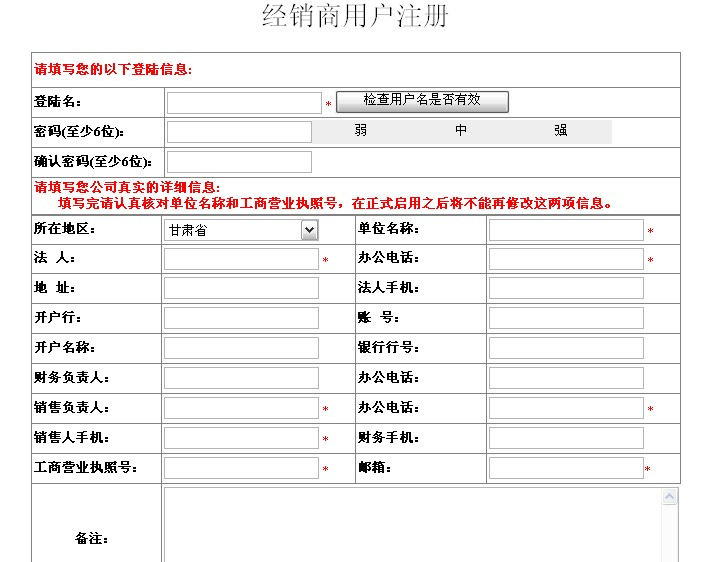 经销商用户注册
请填写您的以下登陆信息:
登陆名: * 检查用户名是否有效
密码(至少6位): 弱 中 强
确认密码(至少6位):
请填写您公司真实的详细信息:
填写完请认真核对单位名称和工商营业执照号，在正式启用之后将不能再修改这两项信息。
所在地区: 甘肃省 单位名称: *
法 人: * 办公电话: *
地 址: 法人手机:
开户行: 账 号:
开户名称: 银行行号:
财务负责人: 办公电话:
销售负责人: * 办公电话: *
销售人手机: * 财务手机:
工商营业执照号: * 邮箱: *
备注: